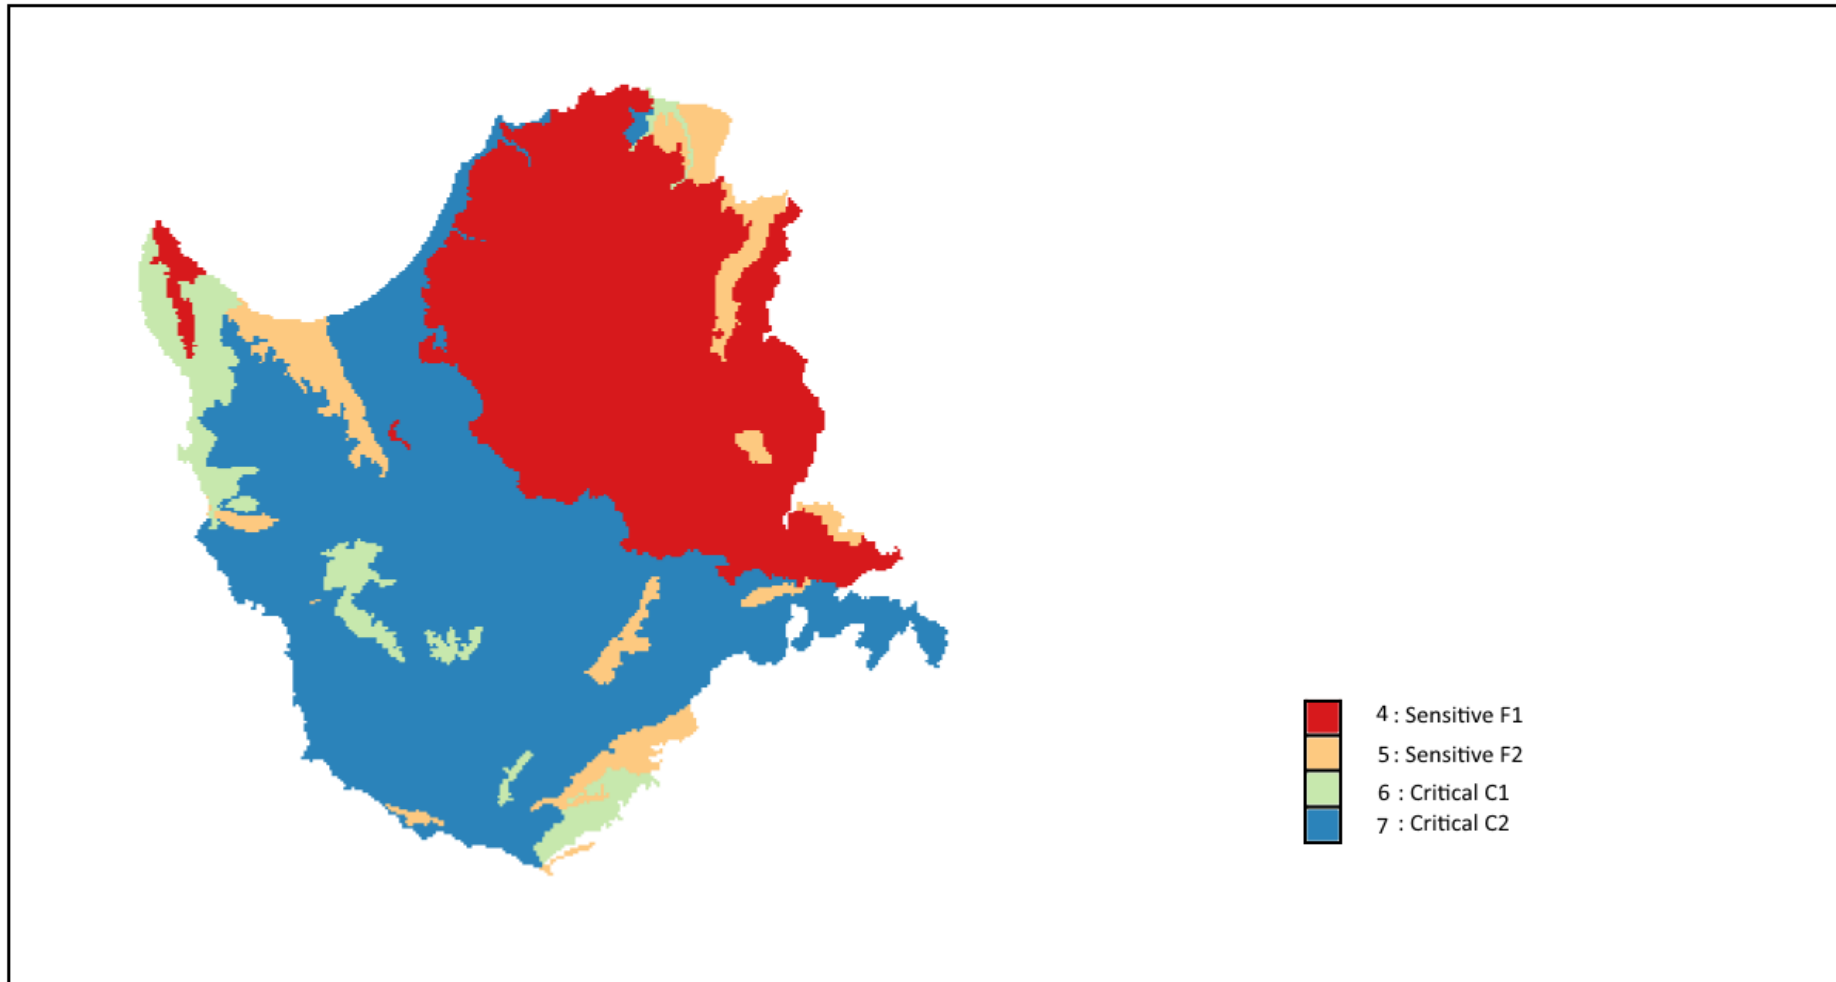 4 : Sensitive F1
5 : Sensitive F2
6 : Critical C1
7 : Critical C2